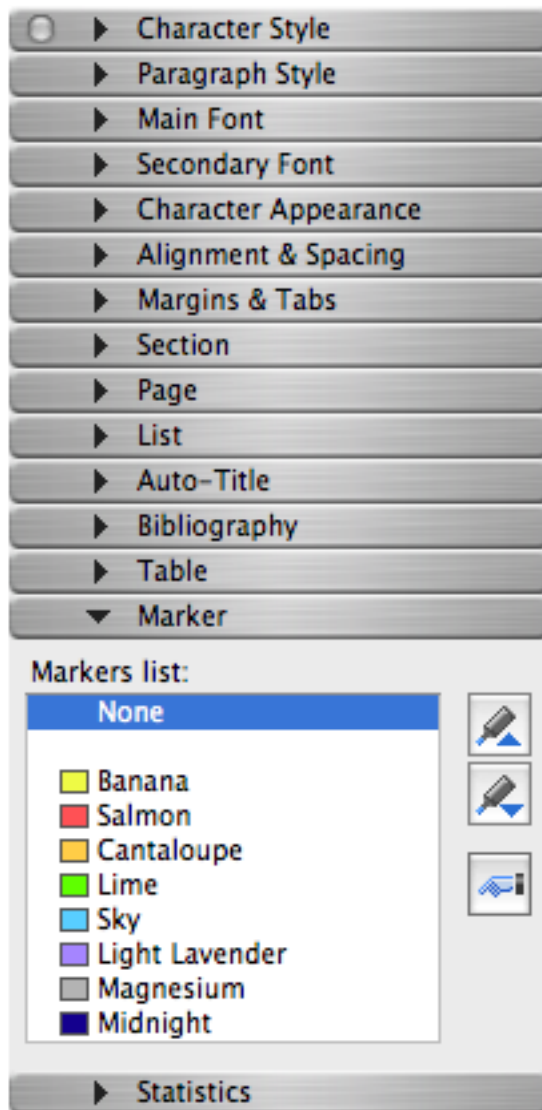 Character Style
Paragraph Style
Main Font
Secondary Font
Character Appearance
Alignment & Spacing
Margins & Tabs
Section
Page
List
Auto-Title
Bibliography
Table
Marker
Markers list:
None
Banana
Salmon
Cantaloupe
Lime
Sky
Light Lavender
Magnesium
Midnight
Statistics